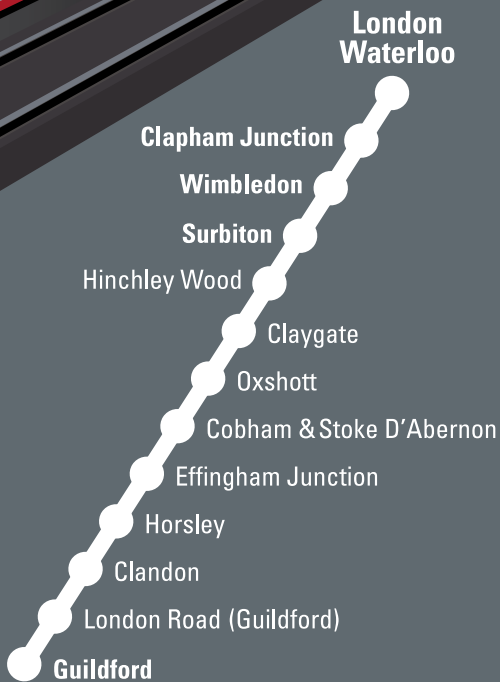 London
Waterloo
Clapham Junction
Wimbledon
Surbiton
Hinchley Wood
Claygate
Oxshott
Cobham & Stoke D'Abernon
Effingham Junction
Horsley
Clandon
London Road (Guildford)
Guildford